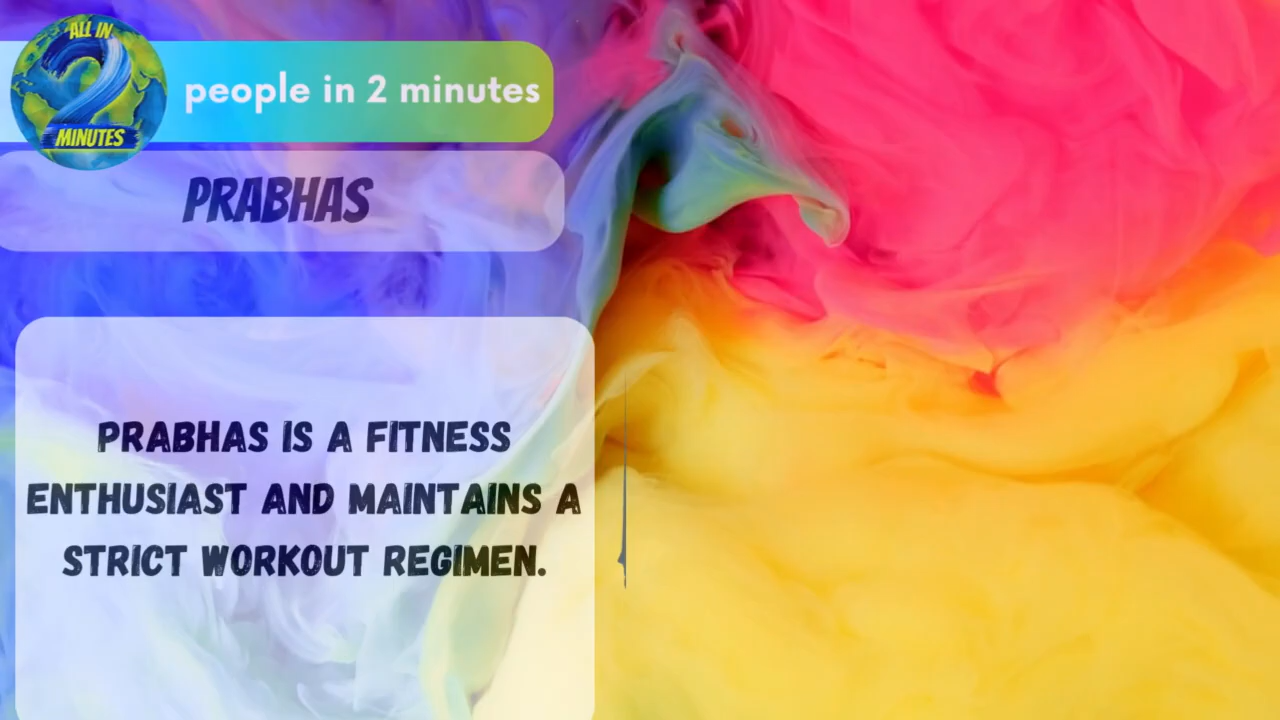 ALL IN
2
MINUTES
people in 2 minutes
PRABHAS
PRABHAS IS A FITNESS
ENTHUSIAST AND MAINTAINS A
STRICT WORKOUT REGIMEN.